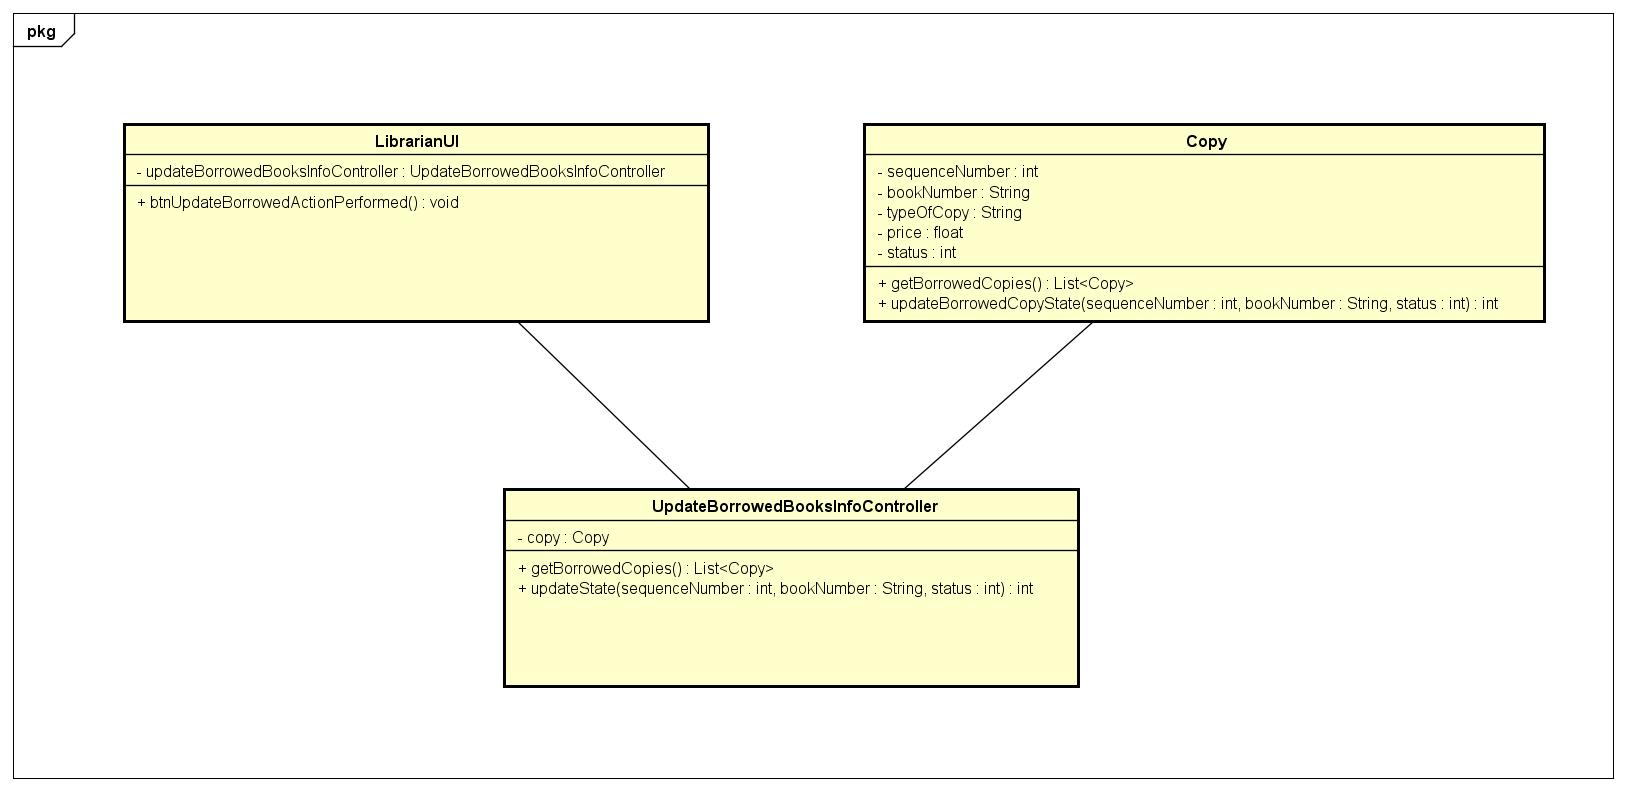 pkg
LibrarianUI
- updateBorrowedBooksInfoController : UpdateBorrowedBooksInfoController
+ btnUpdateBorrowedActionPerformed() : void
Copy
- sequenceNumber : int
- bookNumber : String
- typeOfCopy : String
- price : float
- status : int
+ getBorrowedCopies() : List<Copy>
+ updateBorrowedCopyState(sequenceNumber : int, bookNumber : String, status : int) : int
UpdateBorrowedBooksInfoController
- copy : Copy
+ getBorrowedCopies() : List<Copy>
+ updateState(sequenceNumber : int, bookNumber : String, status : int) : int